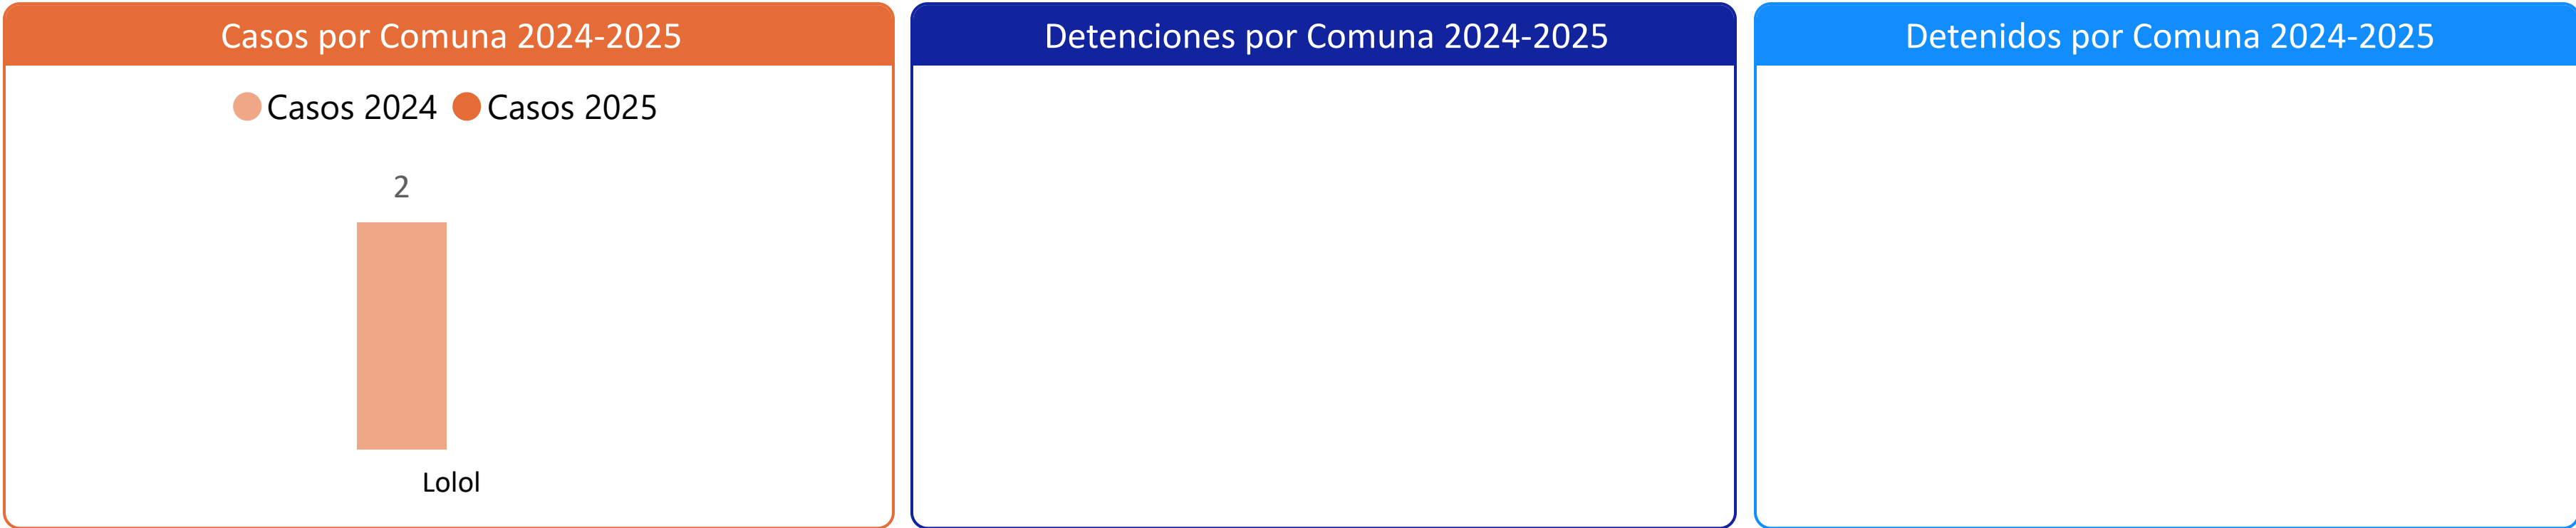 Casos por Comuna 2024-2025
Casos 2024 Casos 2025
2
Lolol
Detenciones por Comuna 2024-2025
Detenidos por Comuna 2024-2025